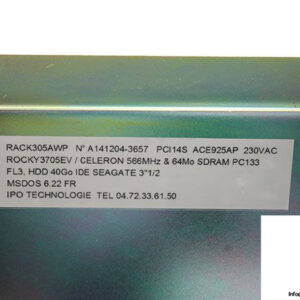 RACK305AWP N° A141204-3657 PCI14S ACE925AP 230VAC
ROCKY3705EV / CELERON 566MHz & 64Mo SDRAM PC133
FL3, HDD 40Go IDE SEAGATE 3"1/2
MSDOS 6.22 FR
IPO TECHNOLOGIE TEL 04.72.33.61.50